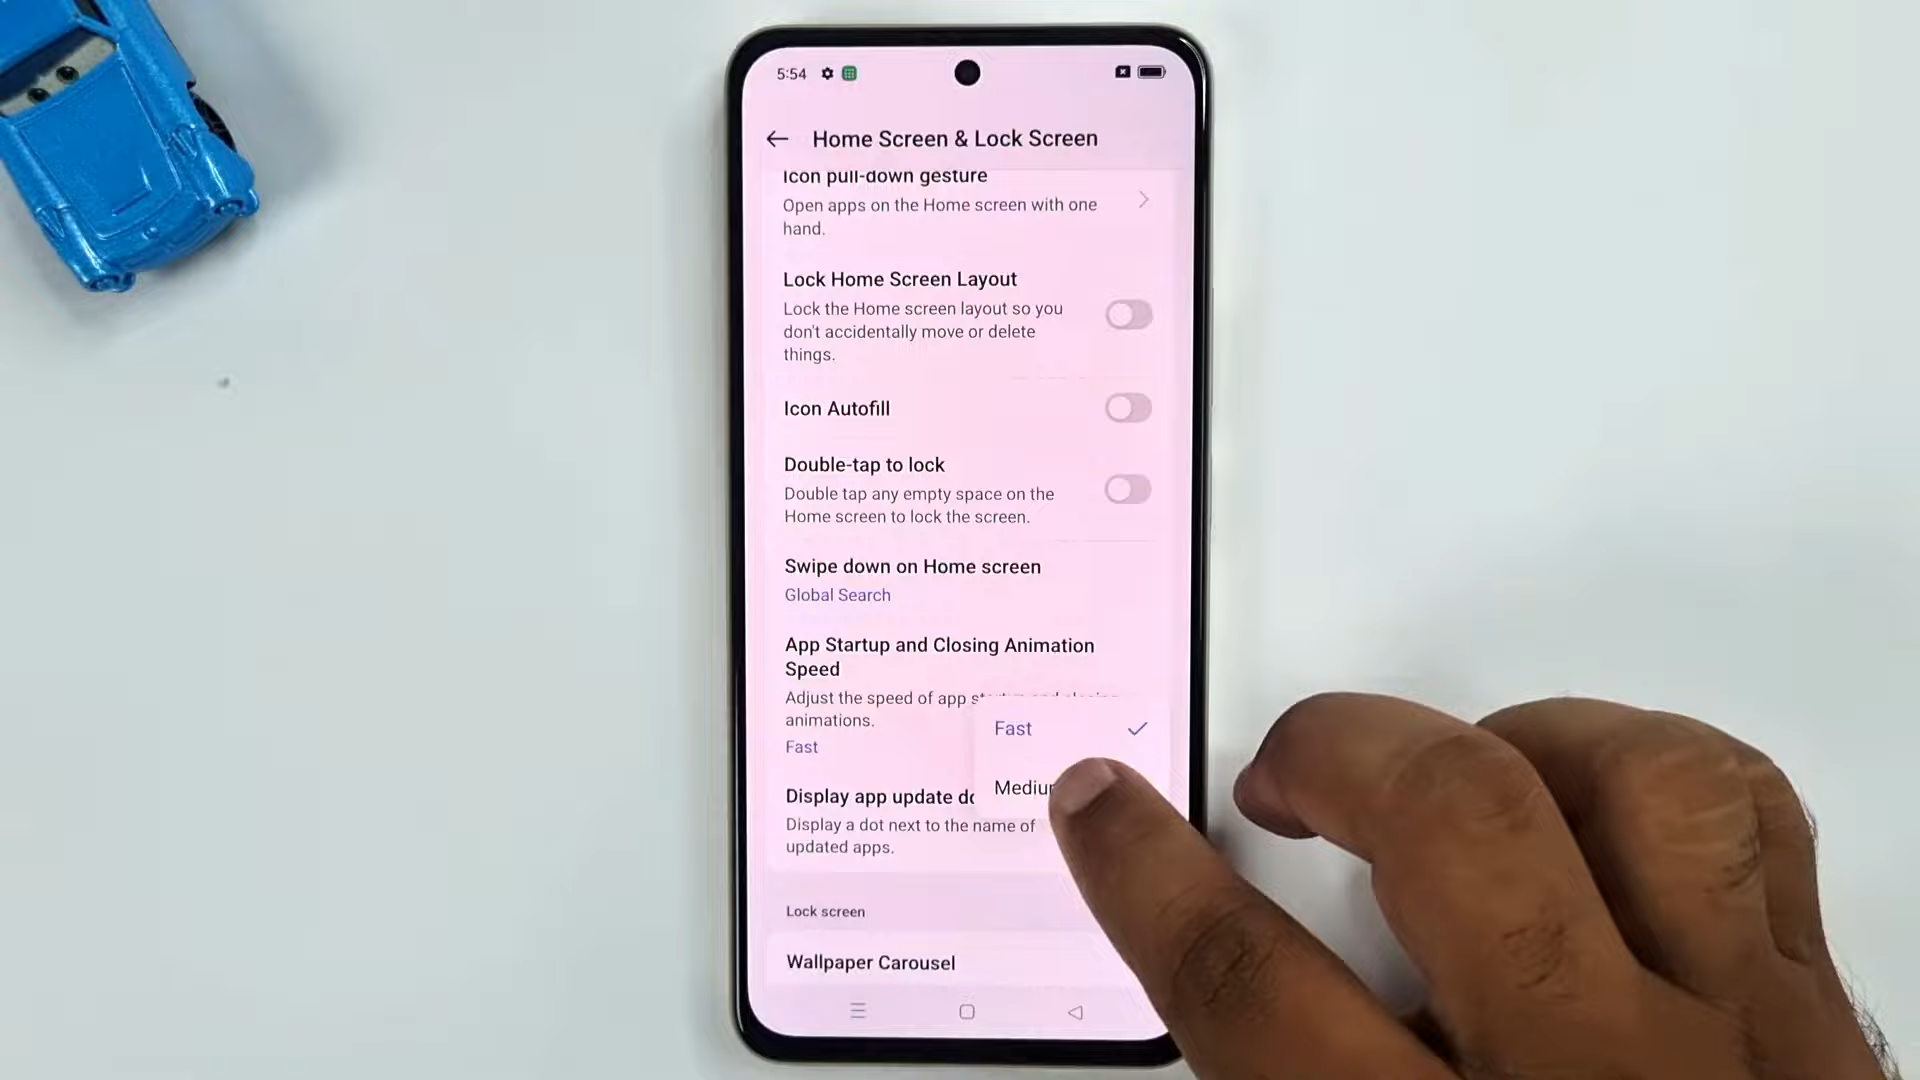 5:54
Home Screen & Lock Screen
Icon pull-down gesture
Open apps on the Home screen with one
hand.
Lock Home Screen Layout
Lock the Home screen layout so you
don't accidentally move or delete
things.
Icon Autofill
Double-tap to lock
Double tap any empty space on the
Home screen to lock the screen.
Swipe down on Home screen
Global Search
App Startup and Closing Animation
Speed
Adjust the speed of app
animations.
Fast
Fast
Display app update
Display a dot next to the name of
updated apps.
Lock screen
Wallpaper Carousel